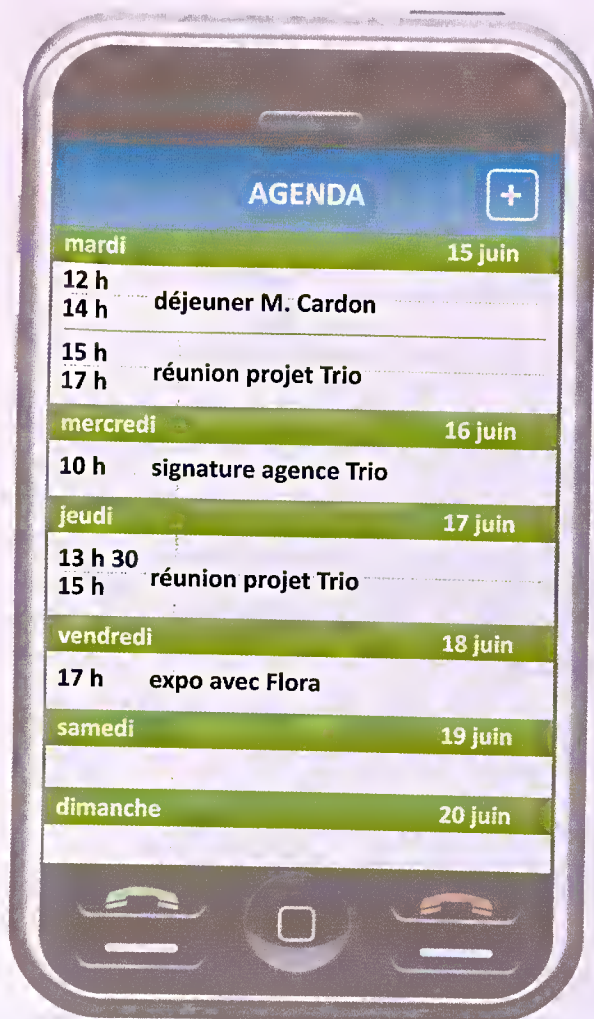 AGENDA +
mardi 15 juin
12 h
14 h déjeuner M. Cardon
15 h
17 h réunion projet Trio
mercredi 16 juin
10 h signature agence Trio
jeudi 17 juin
13 h 30
15 h réunion projet Trio
vendredi 18 juin
17 h expo avec Flora
samedi 19 juin
dimanche 20 juin